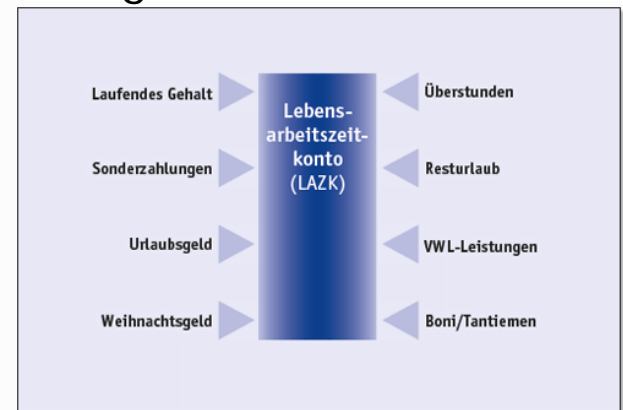 Laufendes Gehalt
Sonderzahlungen
Urlaubsgeld
Weihnachtsgeld
Lebens-
arbeitszeit-
konto
(LAZK)
Überstunden
Resturlaub
VWL-Leistungen
Boni/Tantiemen